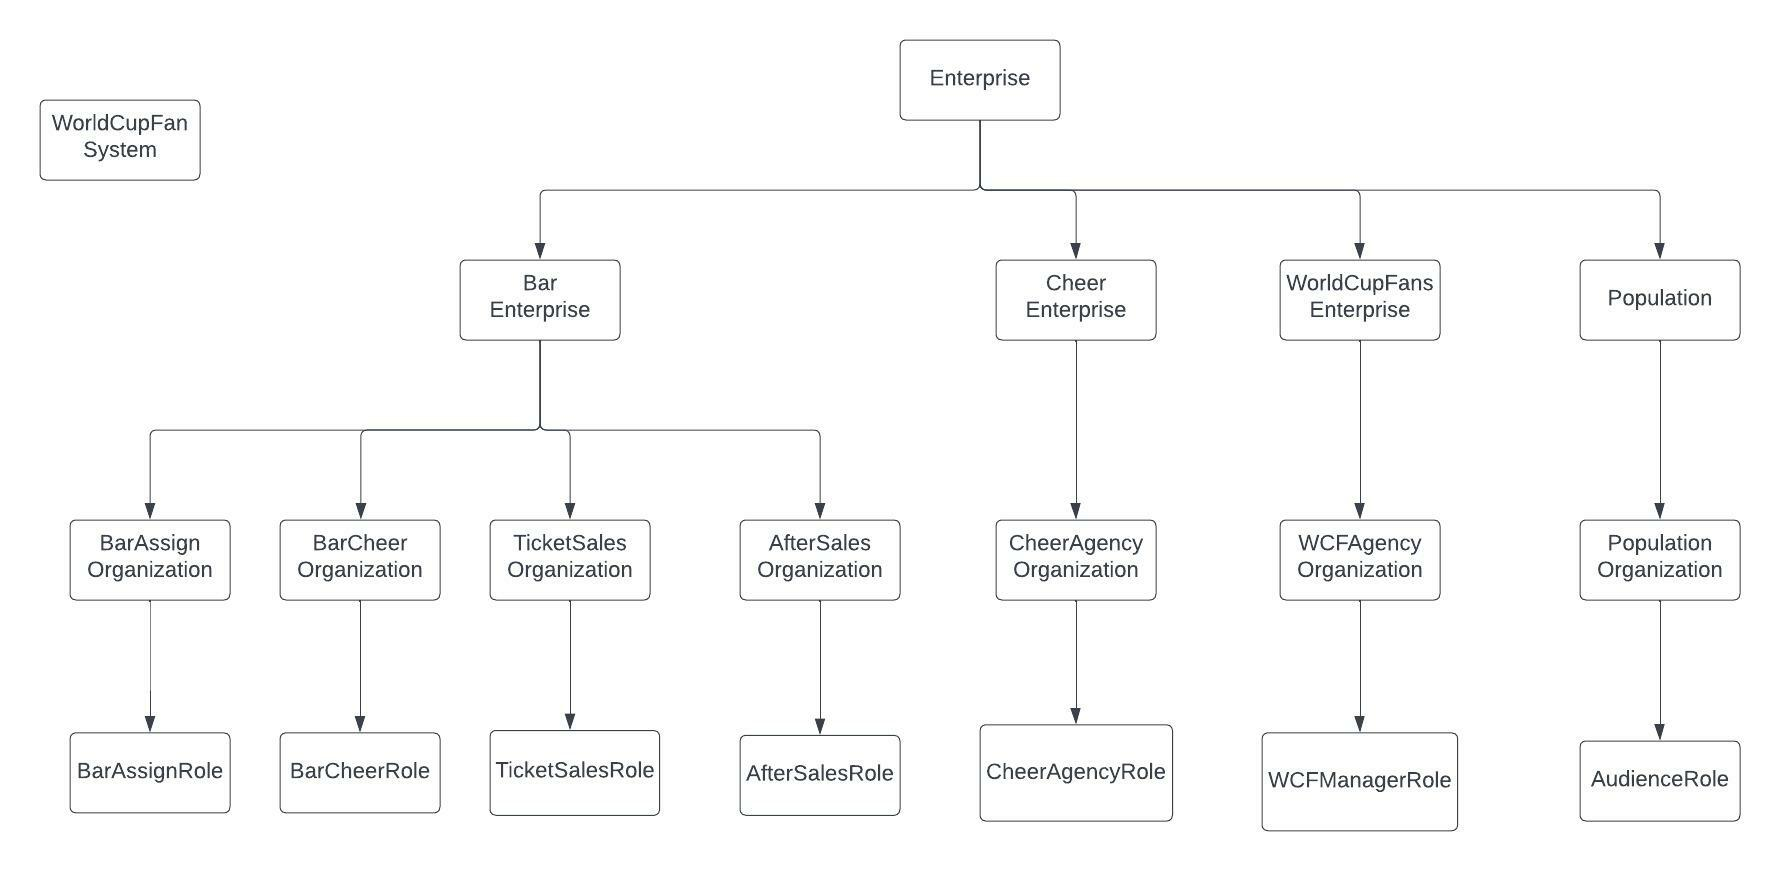 Enterprise
WorldCupFan
System
Bar
Enterprise
Cheer
Enterprise
WorldCupFans
Enterprise
Population
BarAssign
Organization
BarCheer
Organization
TicketSales
Organization
AfterSales
Organization
CheerAgency
Organization
WCFAgency
Organization
Population
Organization
BarAssignRole
BarCheerRole
TicketSalesRole
AfterSalesRole
CheerAgencyRole
WCFManagerRole
AudienceRole